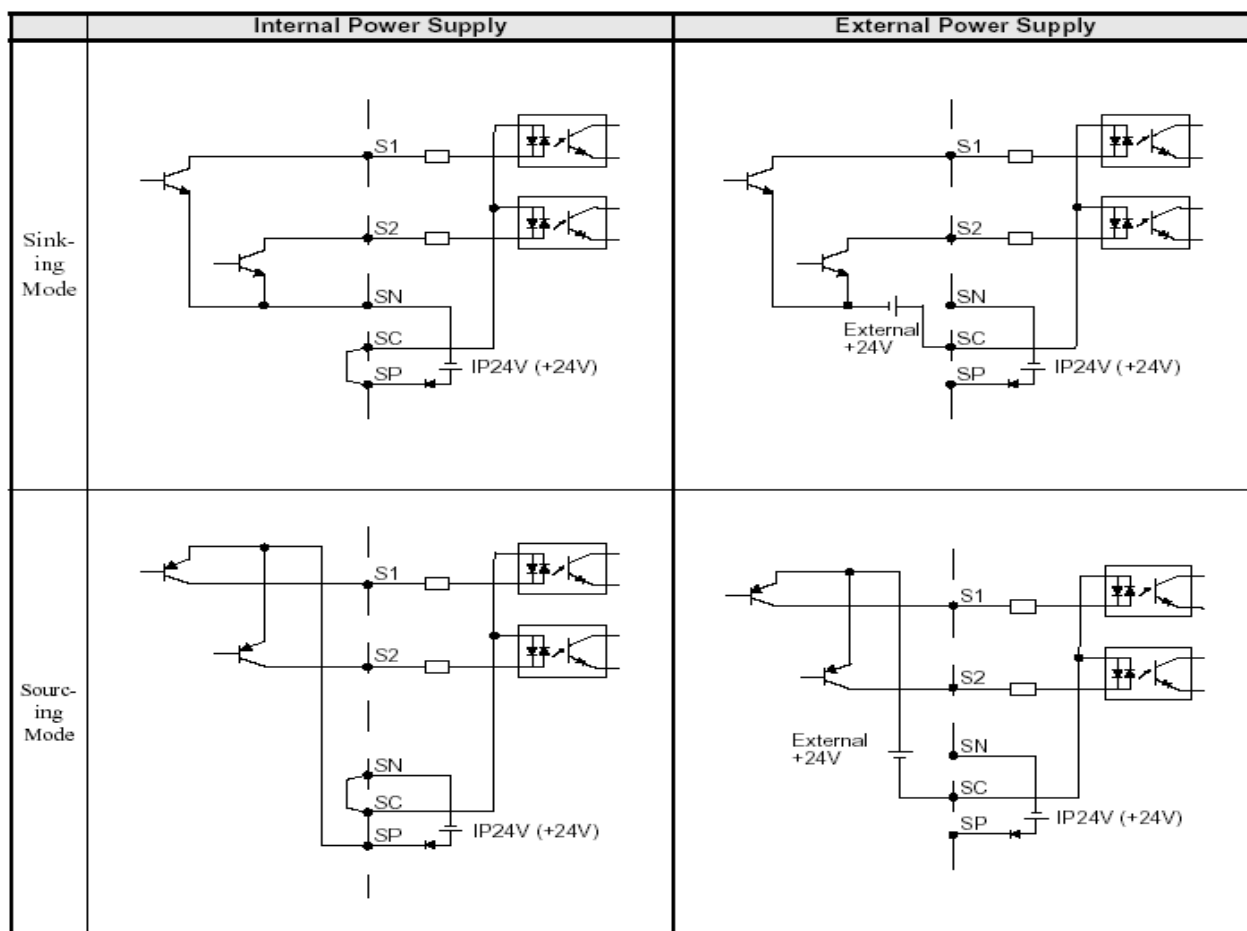 Internal Power Supply
External Power Supply
Sink-
ing
Mode
S1
S2
SN
SC
SP
IP24V (+24V)
S1
S2
SN
External
+24V
SC
SP
IP24V (+24V)
Sourc-
ing
Mode
S1
S2
SN
SC
SP
IP24V (+24V)
S1
S2
External
+24V
SN
SC
SP
IP24V (+24V)